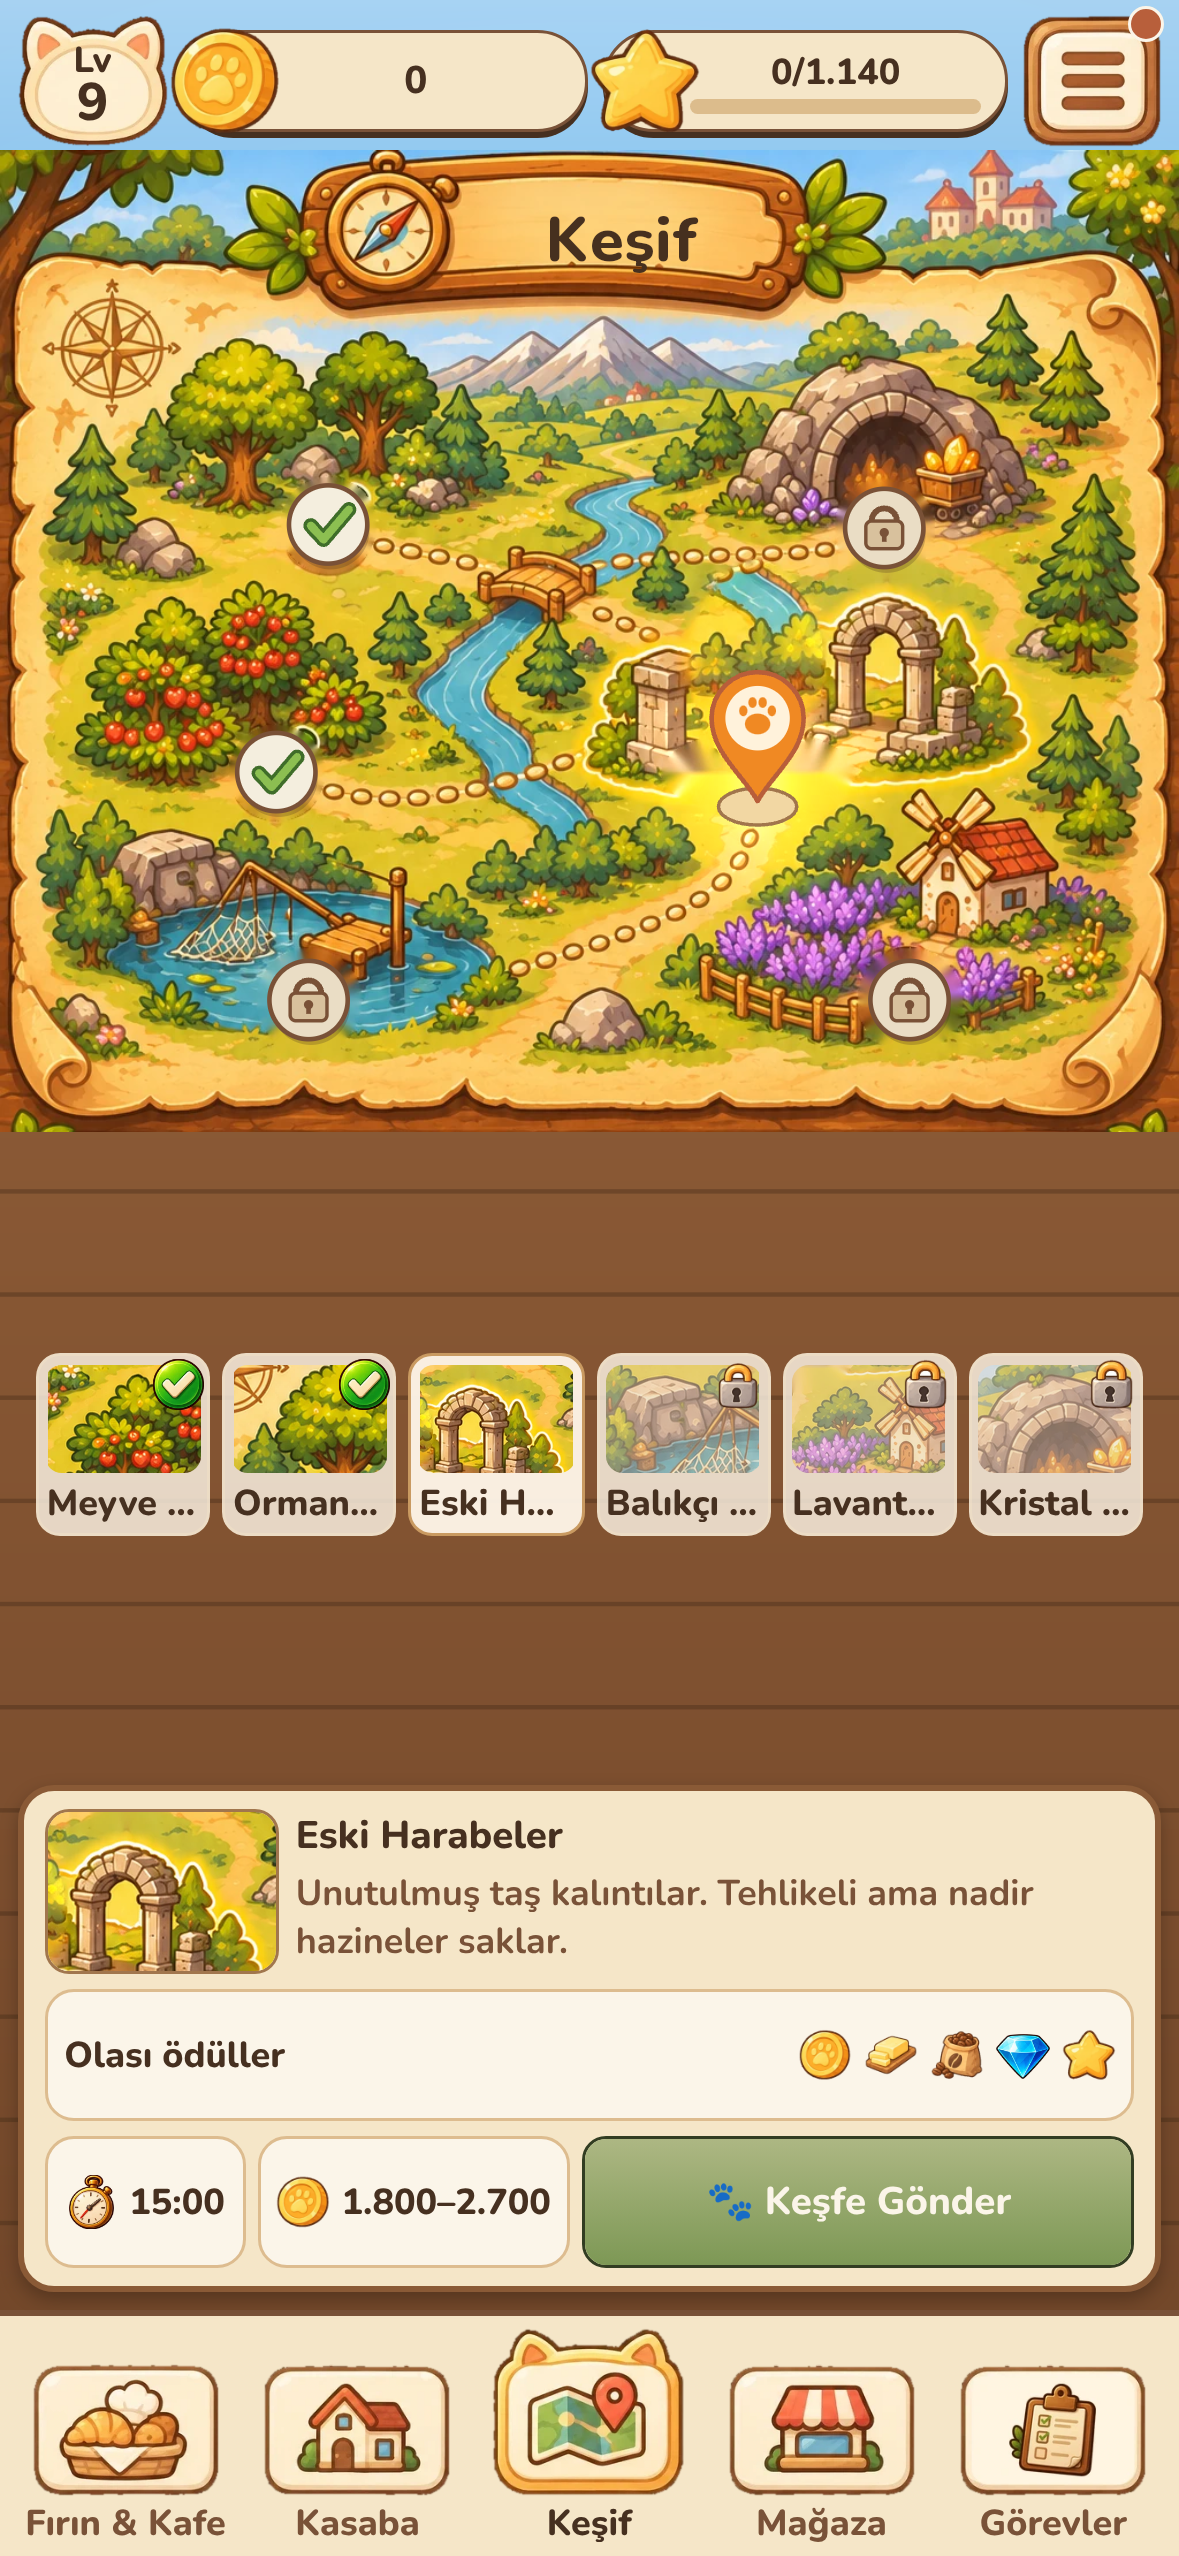 Lv
9
0
0/1.140
Keşif
Meyve ...
Orman...
Eski H...
Balıkçı ...
Lavant...
Kristal ...
Eski Harabeler
Unutulmuş taş kalıntılar. Tehlikeli ama nadir
hazineler saklar.
Olası ödüller
15:00
1.800–2.700
Keşfe Gönder
Fırın & Kafe
Kasaba
Keşif
Mağaza
Görevler